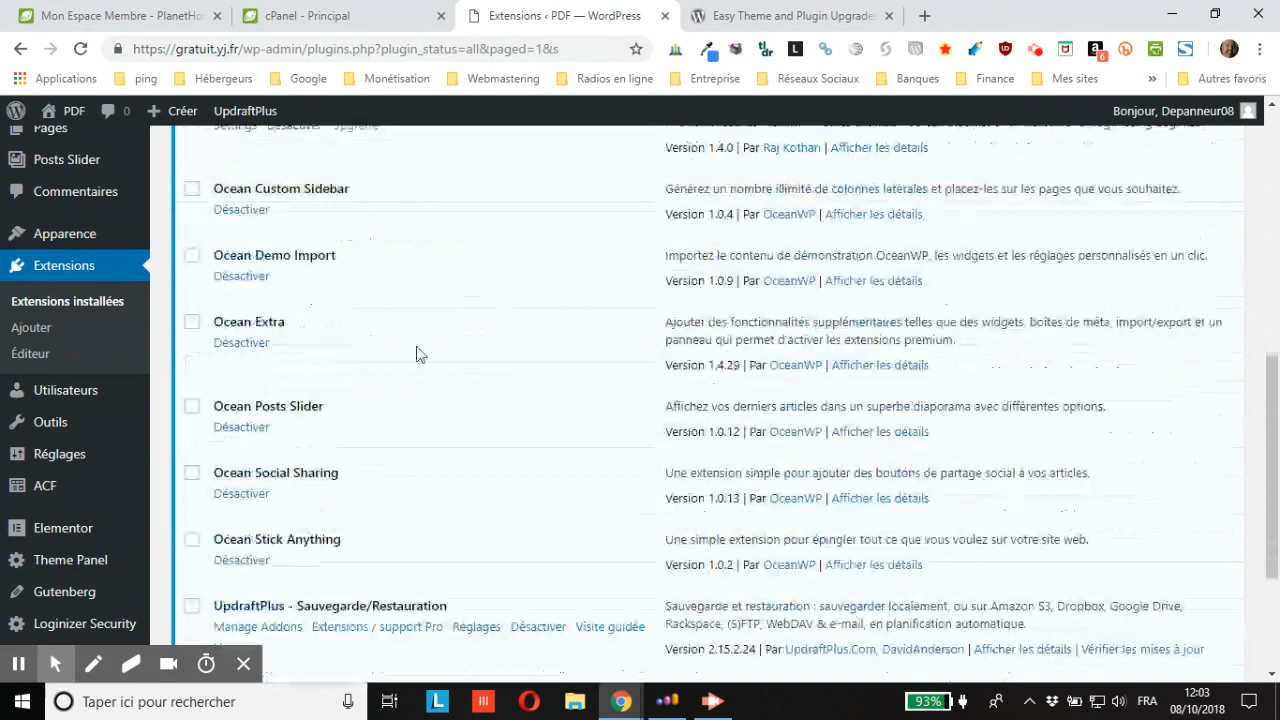 Mon Espace Membre - PlanetHo
cPanel - Principal
Extensions ‹ PDF — WordPress
Easy Theme and Plugin Upgrades
https://gratuit.yj.fr/wp-admin/plugins.php?plugin_status=all&paged=1&s
Applications
ping
Hébergeurs
Google
Monétisation
Webmastering
Radios en ligne
Entreprise
Réseaux Sociaux
Banques
Finance
Mes sites
»
Autres favoris
PDF
0
Créer
UpdraftPlus
Bonjour, Depanneur08
Pages
Posts Slider
Commentaires
Apparence
Extensions
Extensions installées
Ajouter
Éditeur
Utilisateurs
Outils
Réglages
ACF
Elementor
Theme Panel
Gutenberg
Loginizer Security
Settings Désactiver Upgrade
Version 1.4.0 | Par Raj Kothari | Afficher les détails
Ocean Custom Sidebar
Désactiver
Générez un nombre illimité de colonnes latérales et placez-les sur les pages que vous souhaitez.
Version 1.0.4 | Par OceanWP | Afficher les détails
Ocean Demo Import
Désactiver
Importez le contenu de démonstration OceanWP, les widgets et les réglages personnalisés en un clic.
Version 1.0.9 | Par OceanWP | Afficher les détails
Ocean Extra
Désactiver
Ajouter des fonctionnalités supplémentaires telles que des widgets, boites de méta, import/export et un
panneau qui permet d'activer les extensions premium.
Version 1.4.29 | Par OceanWP | Afficher les détails
Ocean Posts Slider
Désactiver
Affichez vos derniers articles dans un superbe diaporama avec différentes options.
Version 1.0.12 | Par OceanWP | Afficher les détails
Ocean Social Sharing
Désactiver
Une extension simple pour ajouter des boutons de partage social à vos articles.
Version 1.0.13 | Par OceanWP | Afficher les détails
Ocean Stick Anything
Désactiver
Une simple extension pour épingler tout ce que vous voulez sur votre site web.
Version 1.0.2 | Par OceanWP | Afficher les détails
UpdraftPlus - Sauvegarde/Restauration
Manage Addons Extensions / support Pro Réglages Désactiver Visite guidée
Sauvegarde et restauration : sauvegarder localement, ou sur Amazon S3, Dropbox, Google Drive,
Rackspace, (S)FTP, WebDAV & e-mail, en planification automatique.
Version 2.15.2.24 | Par UpdraftPlus.Com, DavidAnderson | Afficher les détails | Vérifier les mises à jour
Taper ici pour rechercher
93%
FRA
12:03
08/10/2018